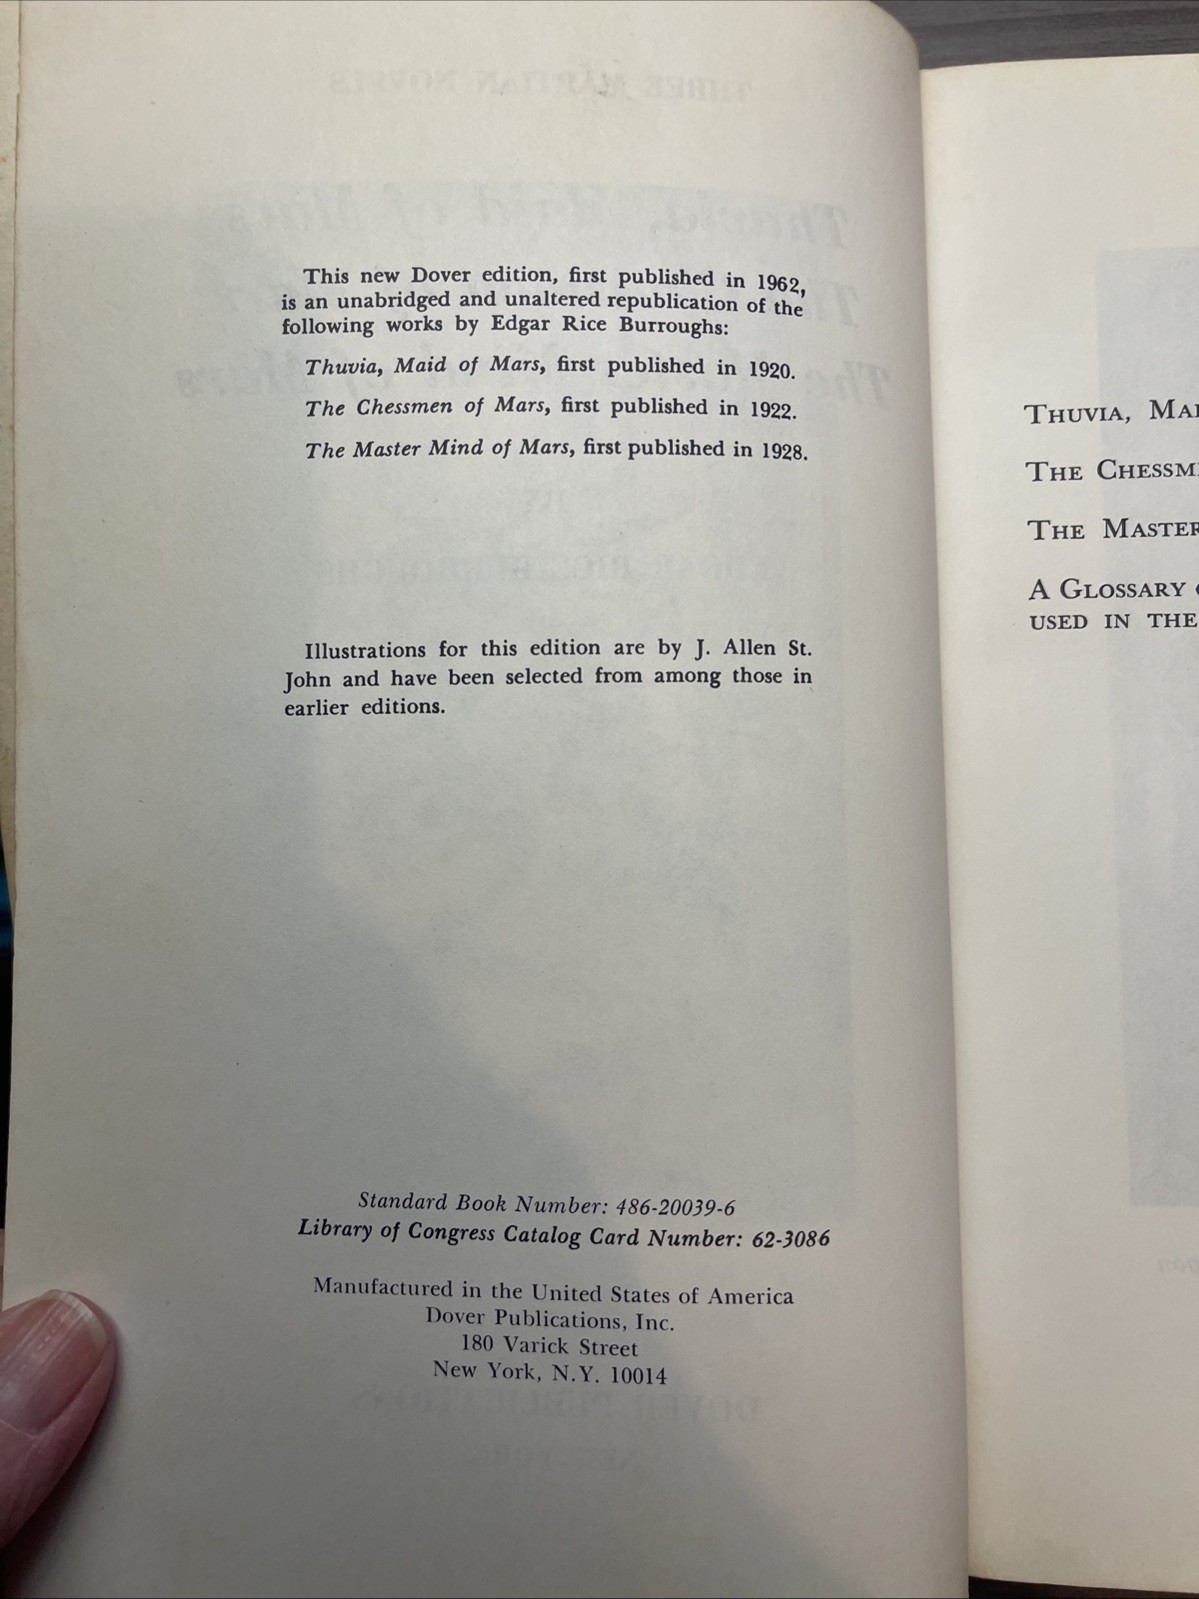 This new Dover edition, first published in 1962,
is an unabridged and unaltered republication of the
following works by Edgar Rice Burroughs:
Thuvia, Maid of Mars, first published in 1920.
The Chessmen of Mars, first published in 1922.
The Master Mind of Mars, first published in 1928.
Illustrations for this edition are by J. Allen St.
John and have been selected from among those in
earlier editions.
Standard Book Number: 486-20039-6
Library of Congress Catalog Card Number: 62-3086
Manufactured in the United States of America
Dover Publications, Inc.
180 Varick Street
New York, N.Y. 10014
THUVIA,
THE
THE MASTER
A GLOSSARY
USED IN THE